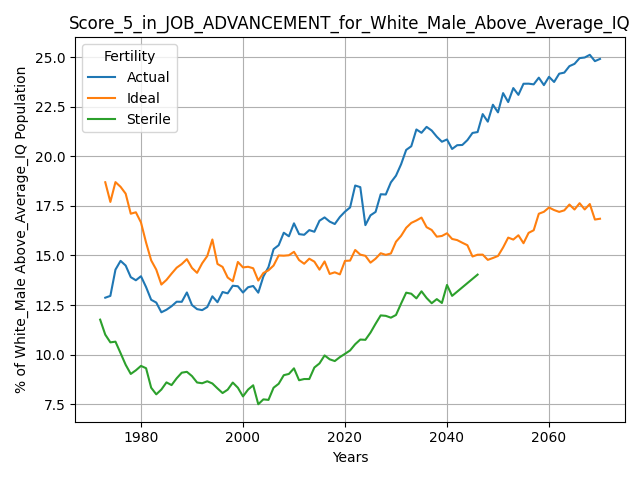 Score_5_in_JOB_ADVANCEMENT_for_White_Male_Above_Average_IQ
Fertility
Actual
Ideal
Sterile
% of White_Male Above_Average_IQ Population
25.0
22.5
20.0
17.5
15.0
12.5
10.0
7.5
1980
2000
2020
2040
2060
Years